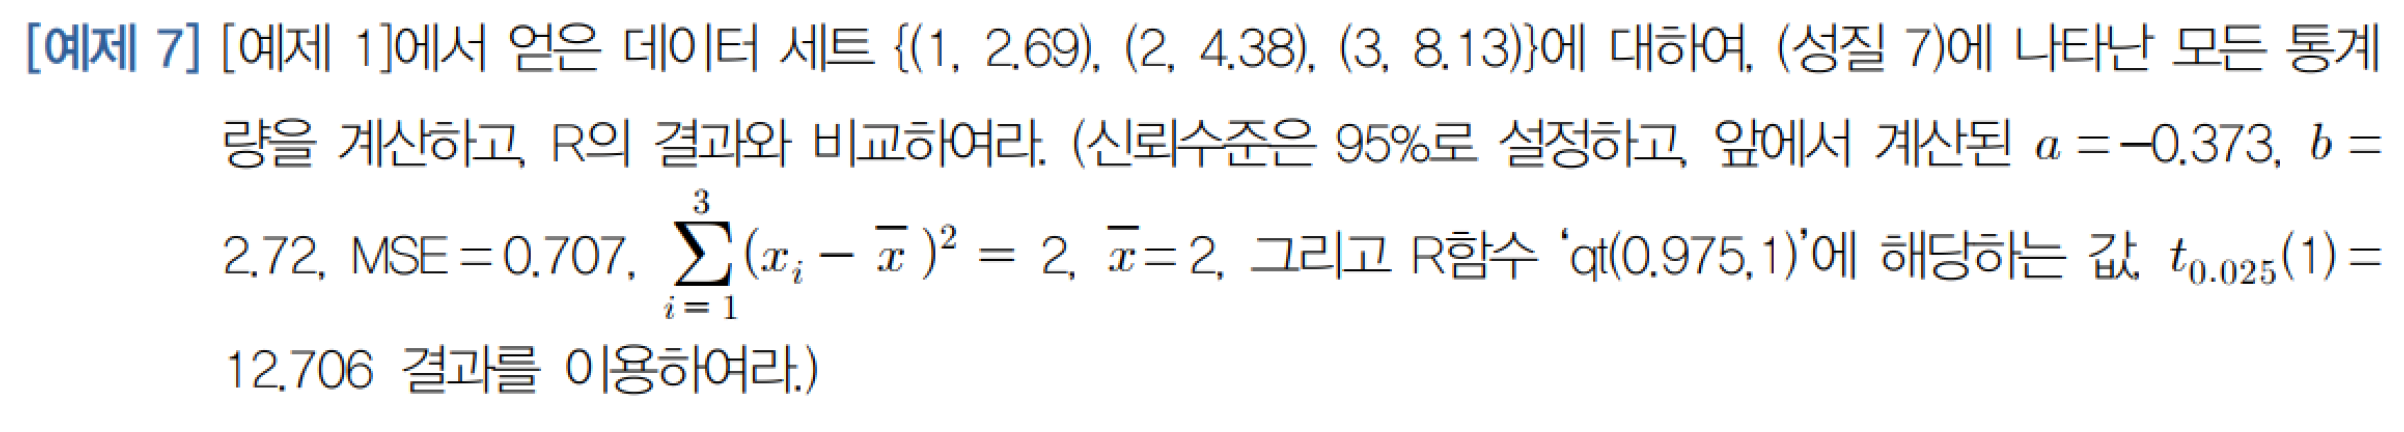 [예제 7] [예제 1]에서 얻은 데이터 세트 {(1, 2.69), (2, 4.38), (3, 8.13)}에 대하여, (성질 7)에 나타난 모든 통계
량을 계산하고, R의 결과와 비교하여라. (신뢰수준은 95%로 설정하고, 앞에서 계산된 a = −0.373, b =
2.72, MSE = 0.707, \sum_{i=1}^{3}(x_i − \overline{x})^2 = 2, \overline{x} = 2, 그리고 R함수 ‘qt(0.975,1)’에 해당하는 값, t_{0.025}(1) =
12.706 결과를 이용하여라.)